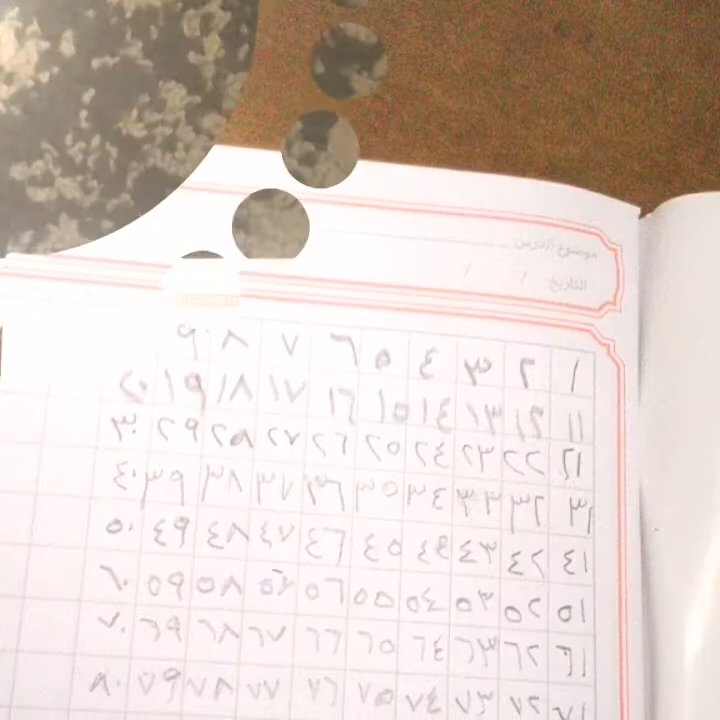 موضوع الدرس
التاريخ / /
١ ٢ ٣ ٤ ٥ ٦ ٧ ٨ ٩
١١ ١٢ ١٣ ١٤ ١٥ ١٦ ١٧ ١٨ ١٩ ٢٠
٢١ ٢٢ ٢٣ ٢٤ ٢٥ ٢٦ ٢٧ ٢٨ ٢٩ ٣٠
٣١ ٣٢ ٣٣ ٣٤ ٣٥ ٣٦ ٣٧ ٣٨ ٣٩ ٤٠
٤١ ٤٢ ٤٣ ٤٤ ٤٥ ٤٦ ٤٧ ٤٨ ٤٩ ٥٠
٥١ ٥٢ ٥٣ ٥٤ ٥٥ ٥٦ ٥٧ ٥٨ ٥٩ ٦٠
٦١ ٦٢ ٦٣ ٦٤ ٦٥ ٦٦ ٦٧ ٦٨ ٦٩ ٧٠
٧١ ٧٢ ٧٣ ٧٤ ٧٥ ٧٦ ٧٧ ٧٨ ٧٩ ٨٠